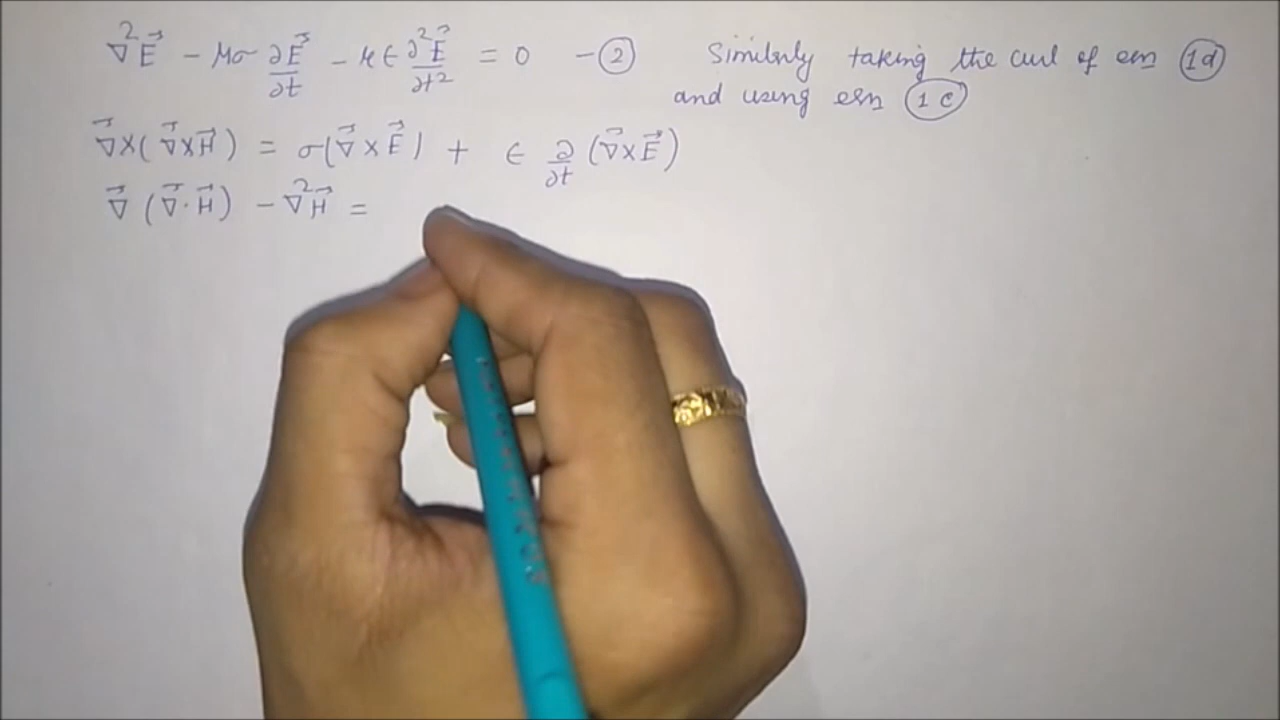 ∇²E⃗ - μσ ∂E⃗/∂t - μϵ ∂²E⃗/∂t² = 0 -② Similarly taking the curl of eqn (1d)
and using eqn (1c)
∇⃗×(∇⃗×H⃗) = σ(∇⃗×E⃗) + ϵ ∂/∂t (∇⃗×E⃗)
∇⃗(∇⃗·H⃗) - ∇²H⃗ =